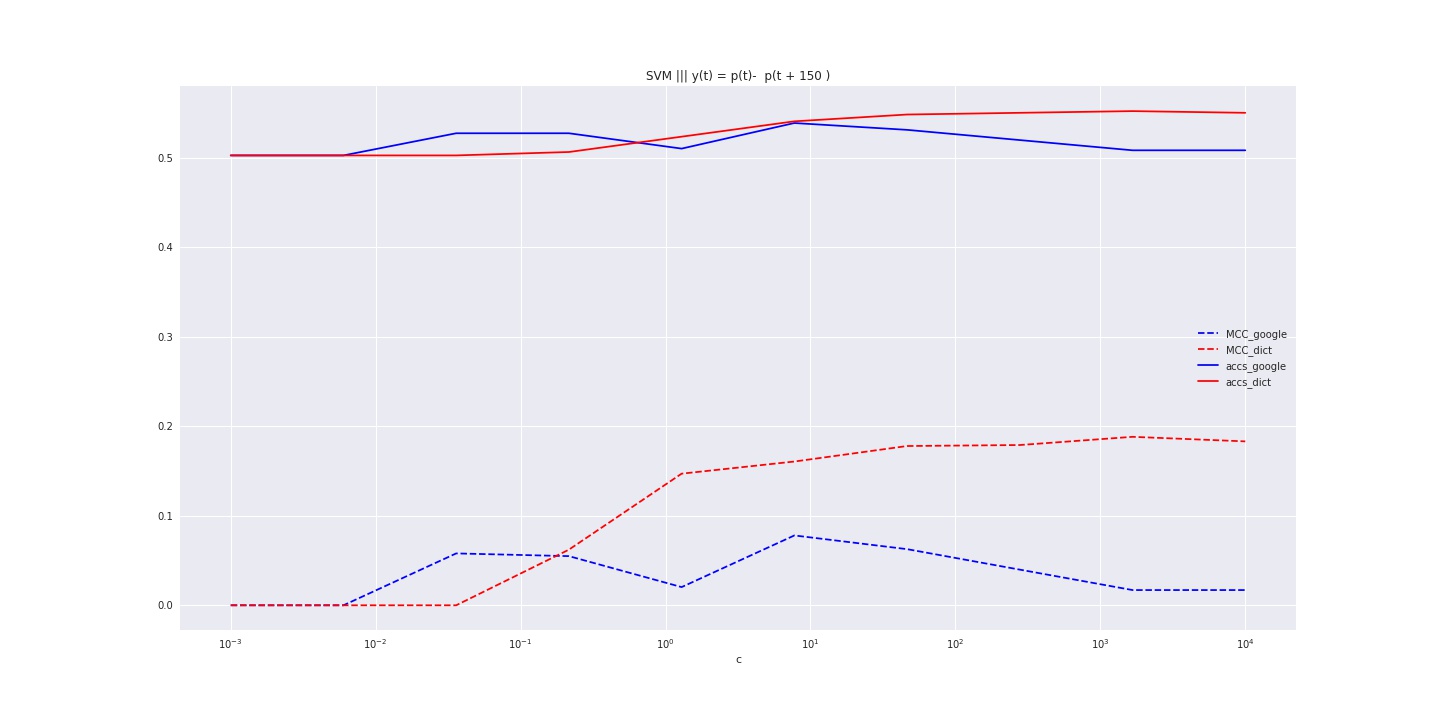 SVM ||| y(t) = p(t)-  p(t + 150 )
0.5
0.4
0.3
0.2
0.1
0.0
MCC_google
MCC_dict
accs_google
accs_dict
10⁻³ 10⁻² 10⁻¹ 10⁰ 10¹ 10² 10³ 10⁴
c